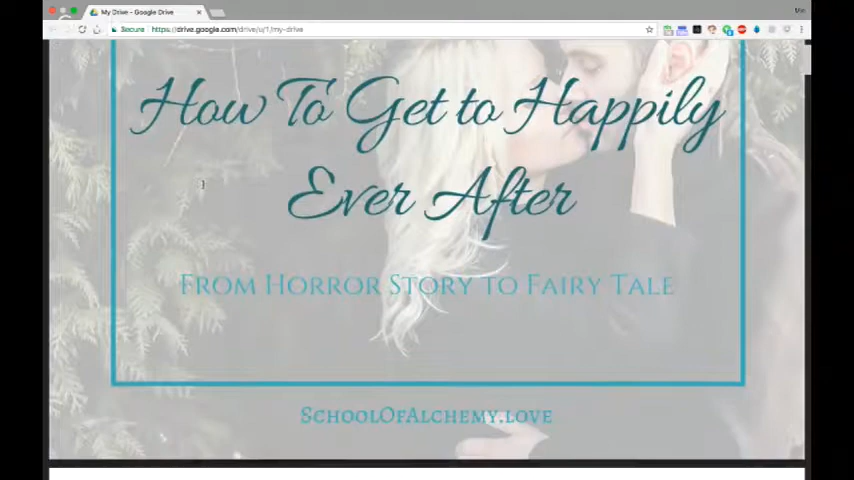 My Drive - Google Drive
Secure https://drive.google.com/drive/u/1/my-drive
How To Get to Happily
Ever After
From Horror Story to Fairy Tale
SchoolOfAlchemy.love